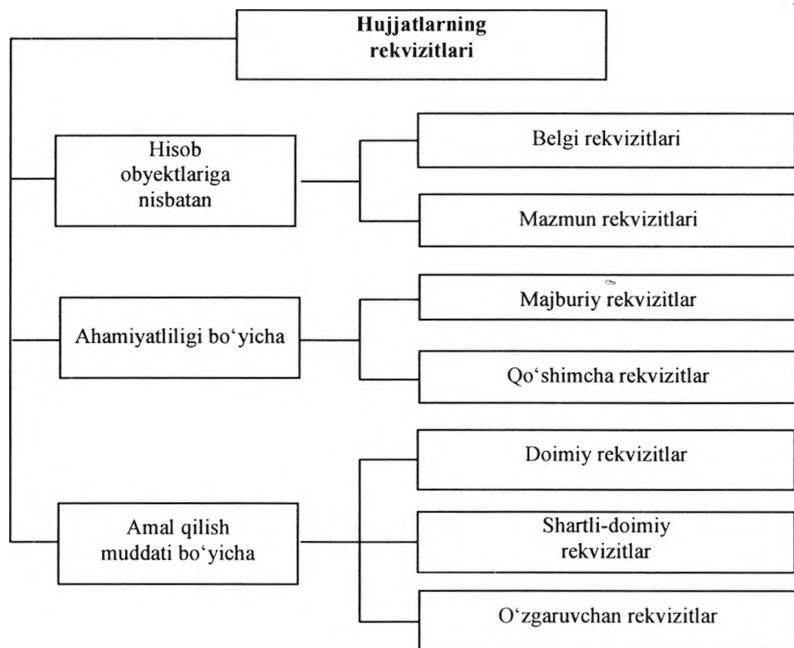 Hujjatlarning
rekvizitlari
Hisob
obyektlariga
nisbatan
Belgi rekvizitlari
Mazmun rekvizitlari
Ahamiyatliligi bo‘yicha
Majburiy rekvizitlar
Qo‘shimcha rekvizitlar
Amal qilish
muddati bo‘yicha
Doimiy rekvizitlar
Shartli-doimiy
rekvizitlar
O‘zgaruvchan rekvizitlar